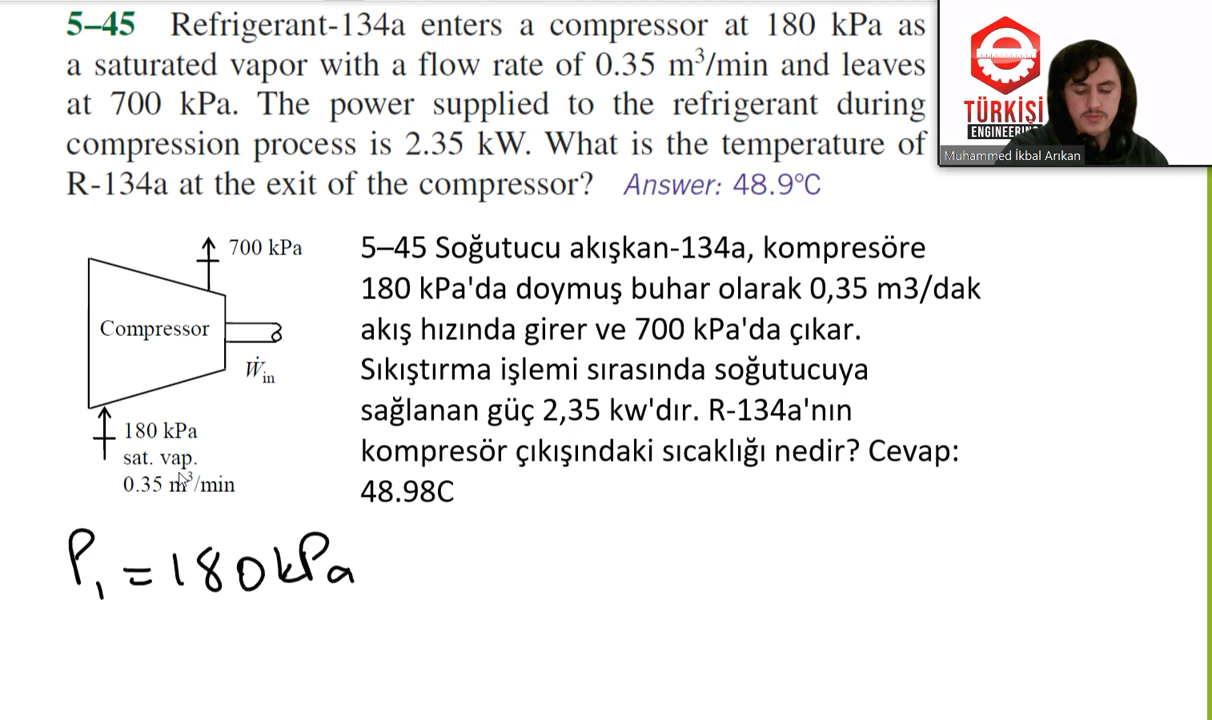 5–45 Refrigerant-134a enters a compressor at 180 kPa as
a saturated vapor with a flow rate of 0.35 m³/min and leaves
at 700 kPa. The power supplied to the refrigerant during
compression process is 2.35 kW. What is the temperature of
R-134a at the exit of the compressor? Answer: 48.9°C
TÜRKİŞİ
ENGINEERING
Muhammed İkbal Arıkan
700 kPa
Compressor
Ẇin
180 kPa
sat. vap.
0.35 m³/min
5–45 Soğutucu akışkan-134a, kompresöre
180 kPa'da doymuş buhar olarak 0,35 m3/dak
akış hızında girer ve 700 kPa'da çıkar.
Sıkıştırma işlemi sırasında soğutucuya
sağlanan güç 2,35 kw'dır. R-134a'nın
kompresör çıkışındaki sıcaklığı nedir? Cevap:
48.98C
P₁ = 180 kPa